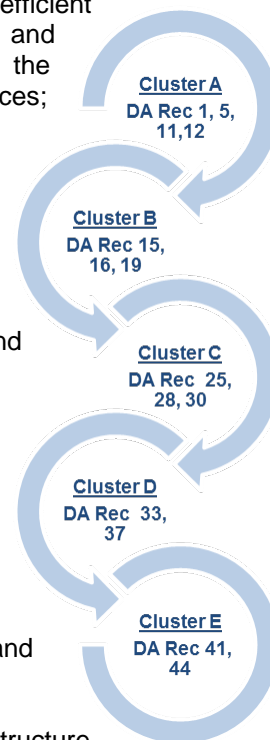 efficient
and
the
ces;
Cluster A
DA Rec 1, 5,
11,12
Cluster B
DA Rec 15,
16, 19
nd
Cluster C
DA Rec 25,
28, 30
Cluster D
DA Rec 33,
37
Cluster E
DA Rec 41,
44
and
structure